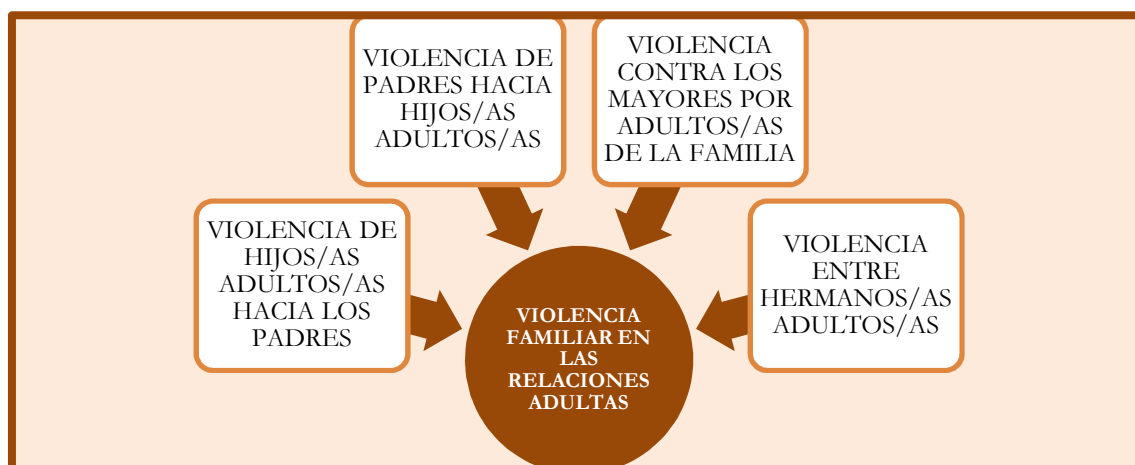 VIOLENCIA DE
PADRES HACIA
HIJOS/AS
ADULTOS/AS
VIOLENCIA
CONTRA LOS
MAYORES POR
ADULTOS/AS
DE LA FAMILIA
VIOLENCIA DE
HIJOS/AS
ADULTOS/AS
HACIA LOS
PADRES
VIOLENCIA
ENTRE
HERMANOS/AS
ADULTOS/AS
VIOLENCIA
FAMILIAR EN
LAS
RELACIONES
ADULTAS